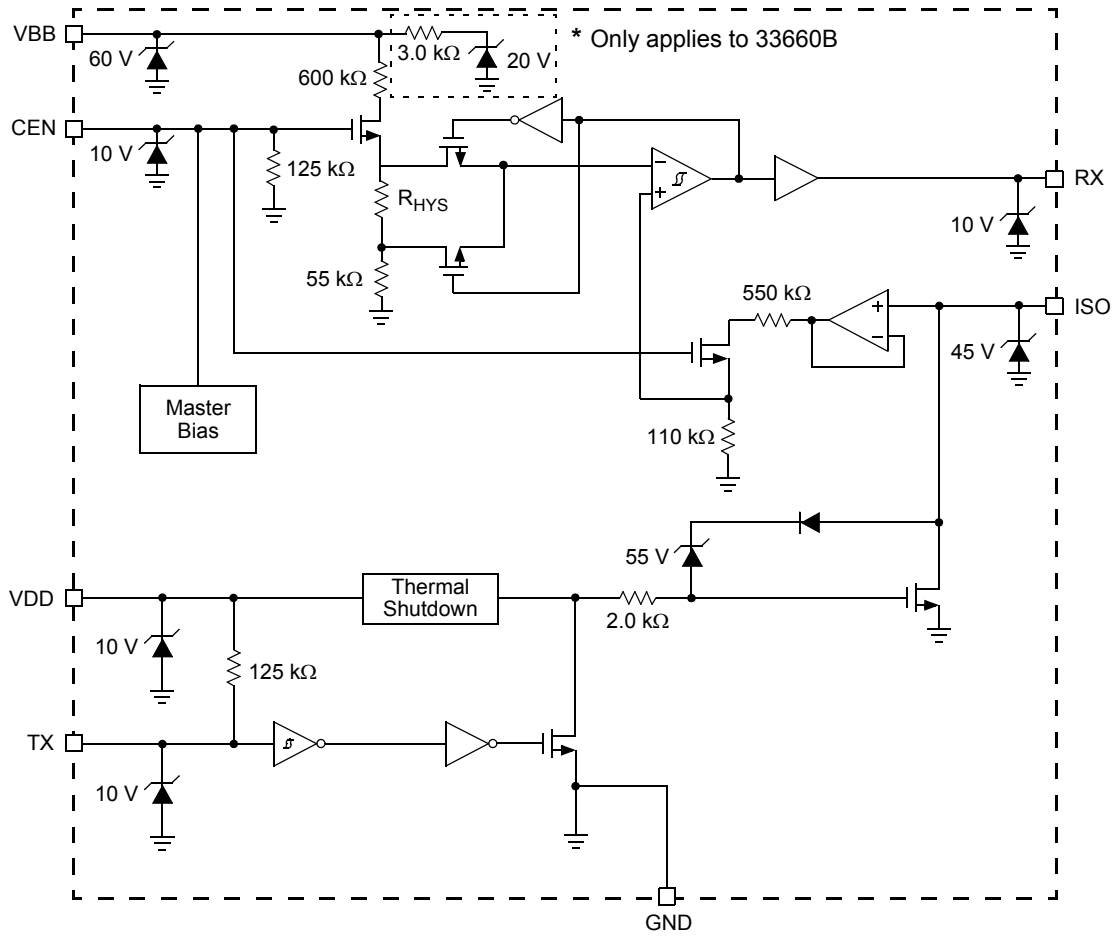 VBB
60 V
3.0 kΩ
20 V
* Only applies to 33660B
600 kΩ
CEN
10 V
125 kΩ
RHYS
55 kΩ
−
+
RX
10 V
550 kΩ
+
−
ISO
45 V
Master
Bias
110 kΩ
55 V
VDD
Thermal
Shutdown
2.0 kΩ
10 V
125 kΩ
TX
10 V
GND